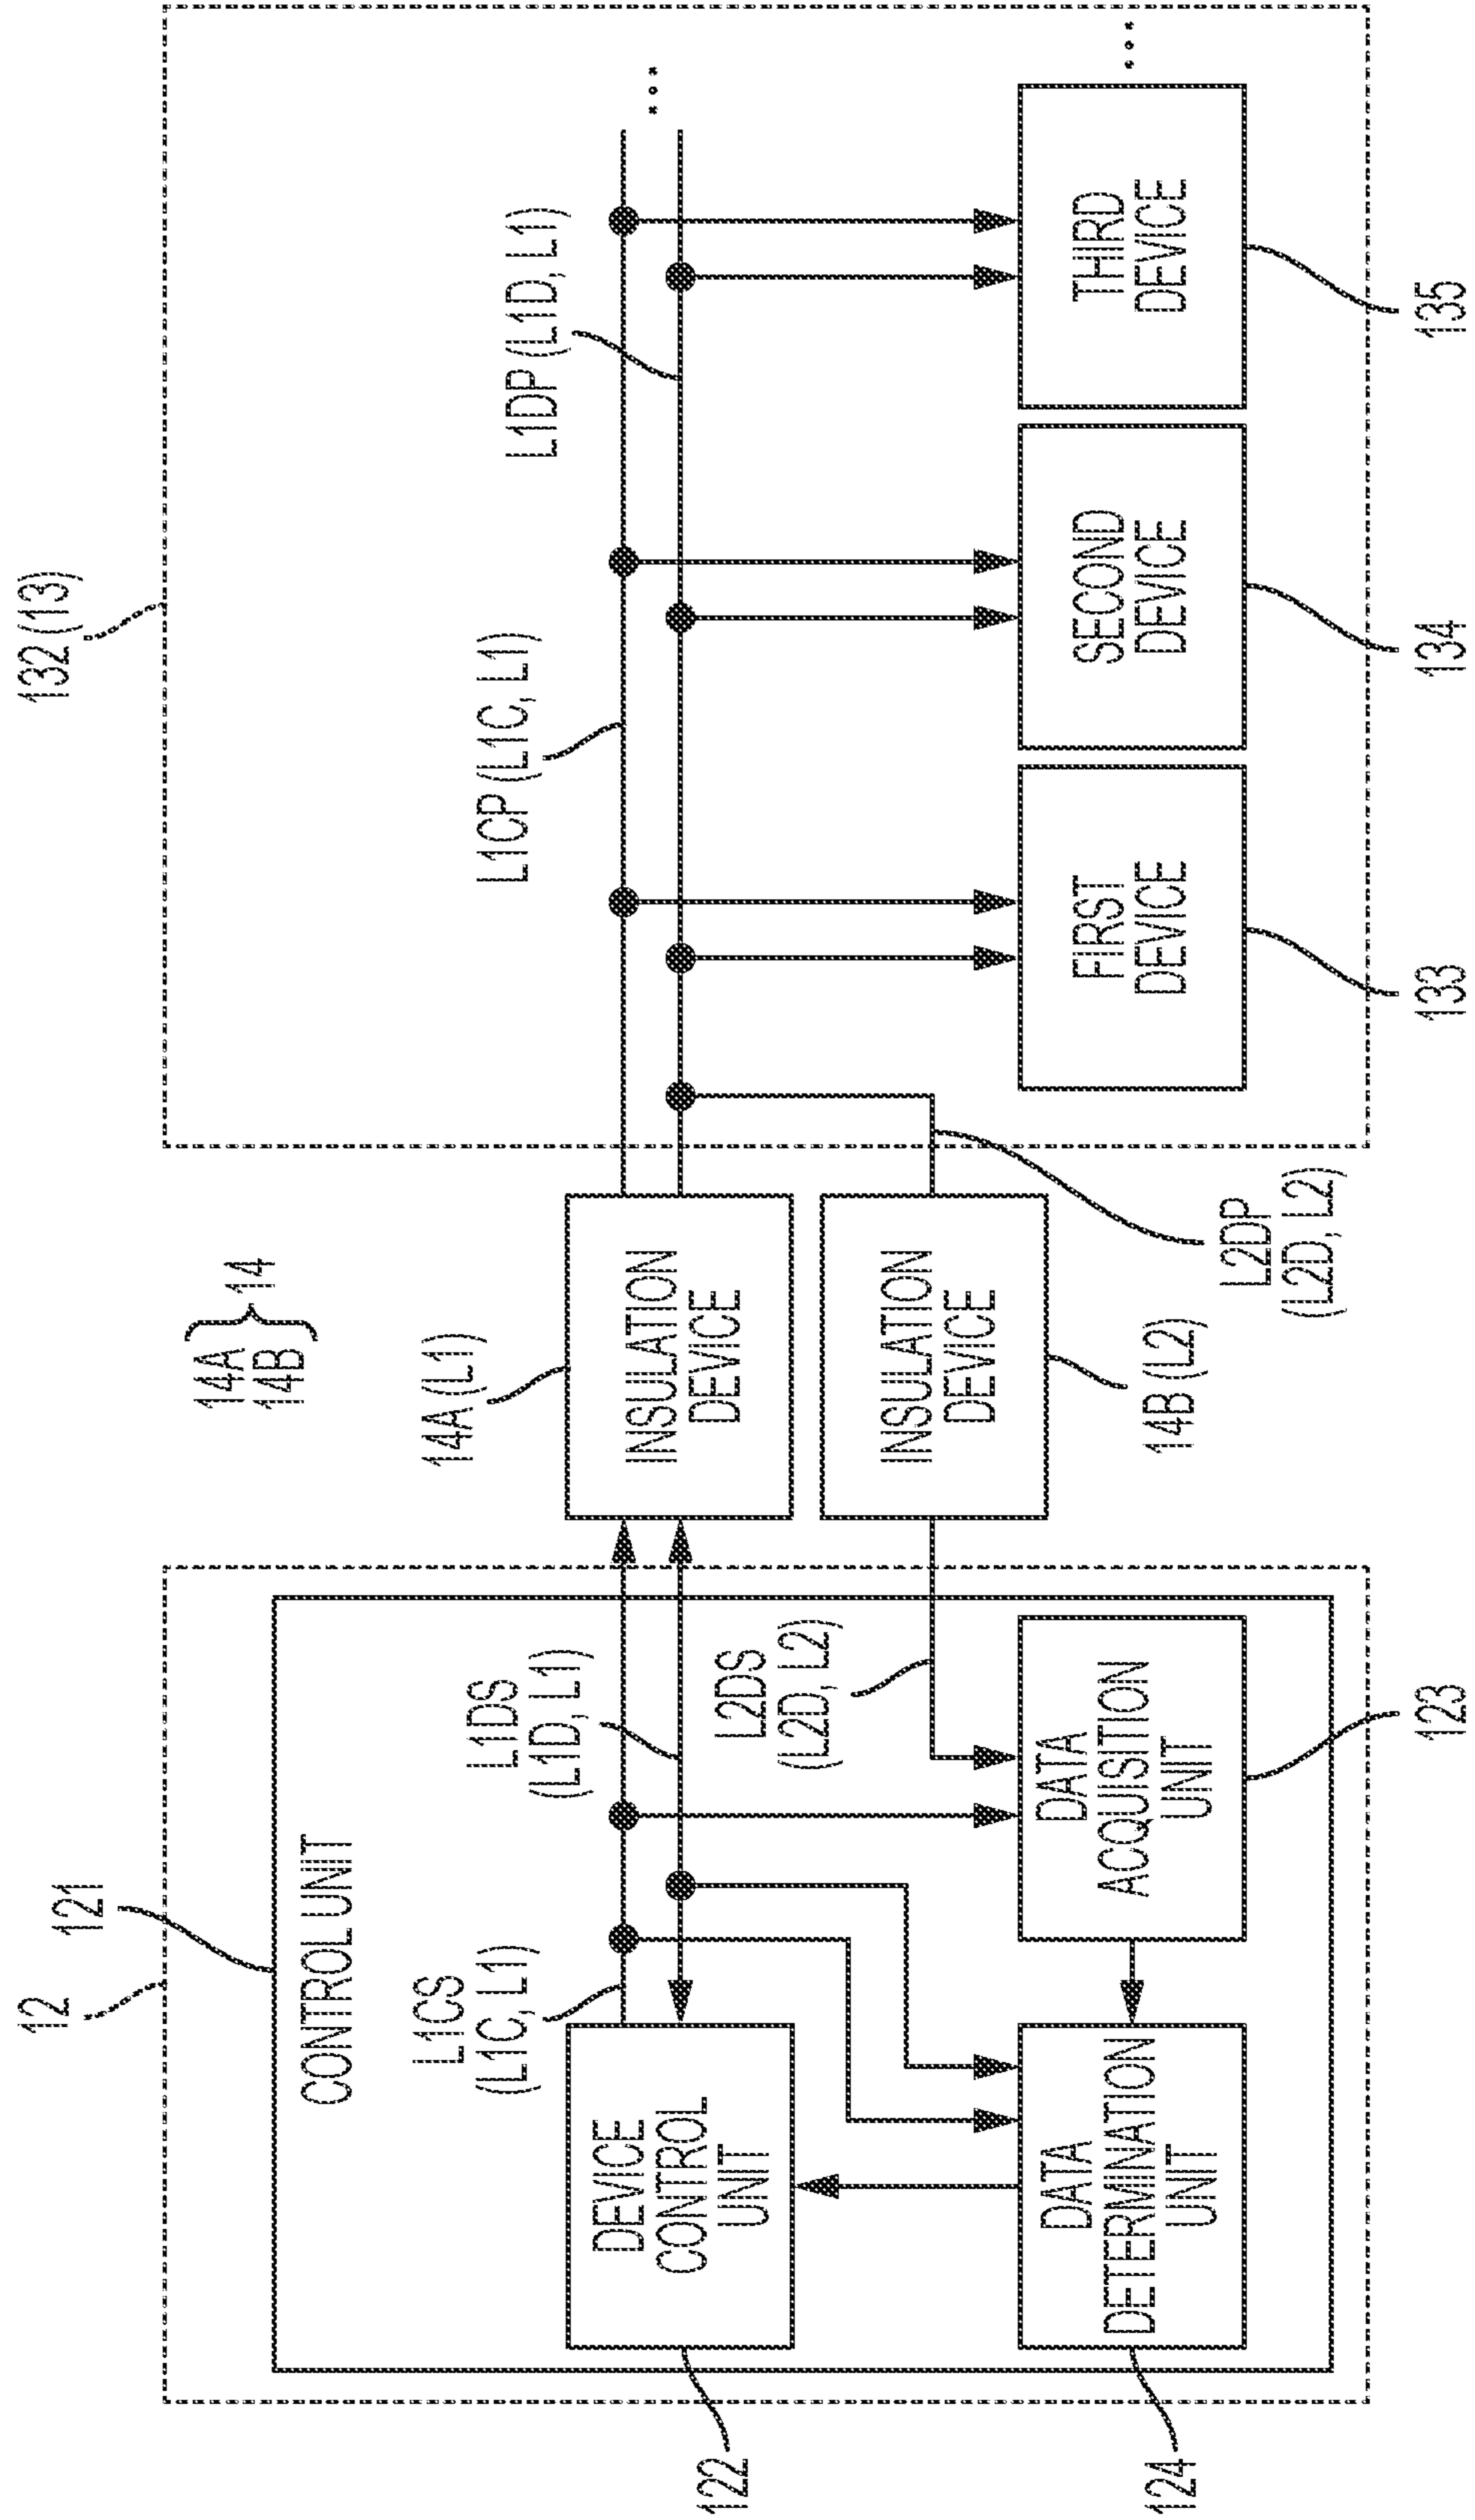 12
121
132 (13)
CONTROL UNIT
14A
14B
14
L1CS
(L1C, L1)
L1DS
(L1D, L1)
14A (L1)
L1CP (L1C, L1)
L1DP (L1D, L1)
DEVICE
CONTROL
UNIT
122
INSULATION
DEVICE
L2DS
(L2D, L2)
INSULATION
DEVICE
14B (L2)
L2DP
(L2D, L2)
DATA
DETERMINATION
UNIT
124
DATA
ACQUISITION
UNIT
123
FIRST
DEVICE
133
SECOND
DEVICE
134
THIRD
DEVICE
135